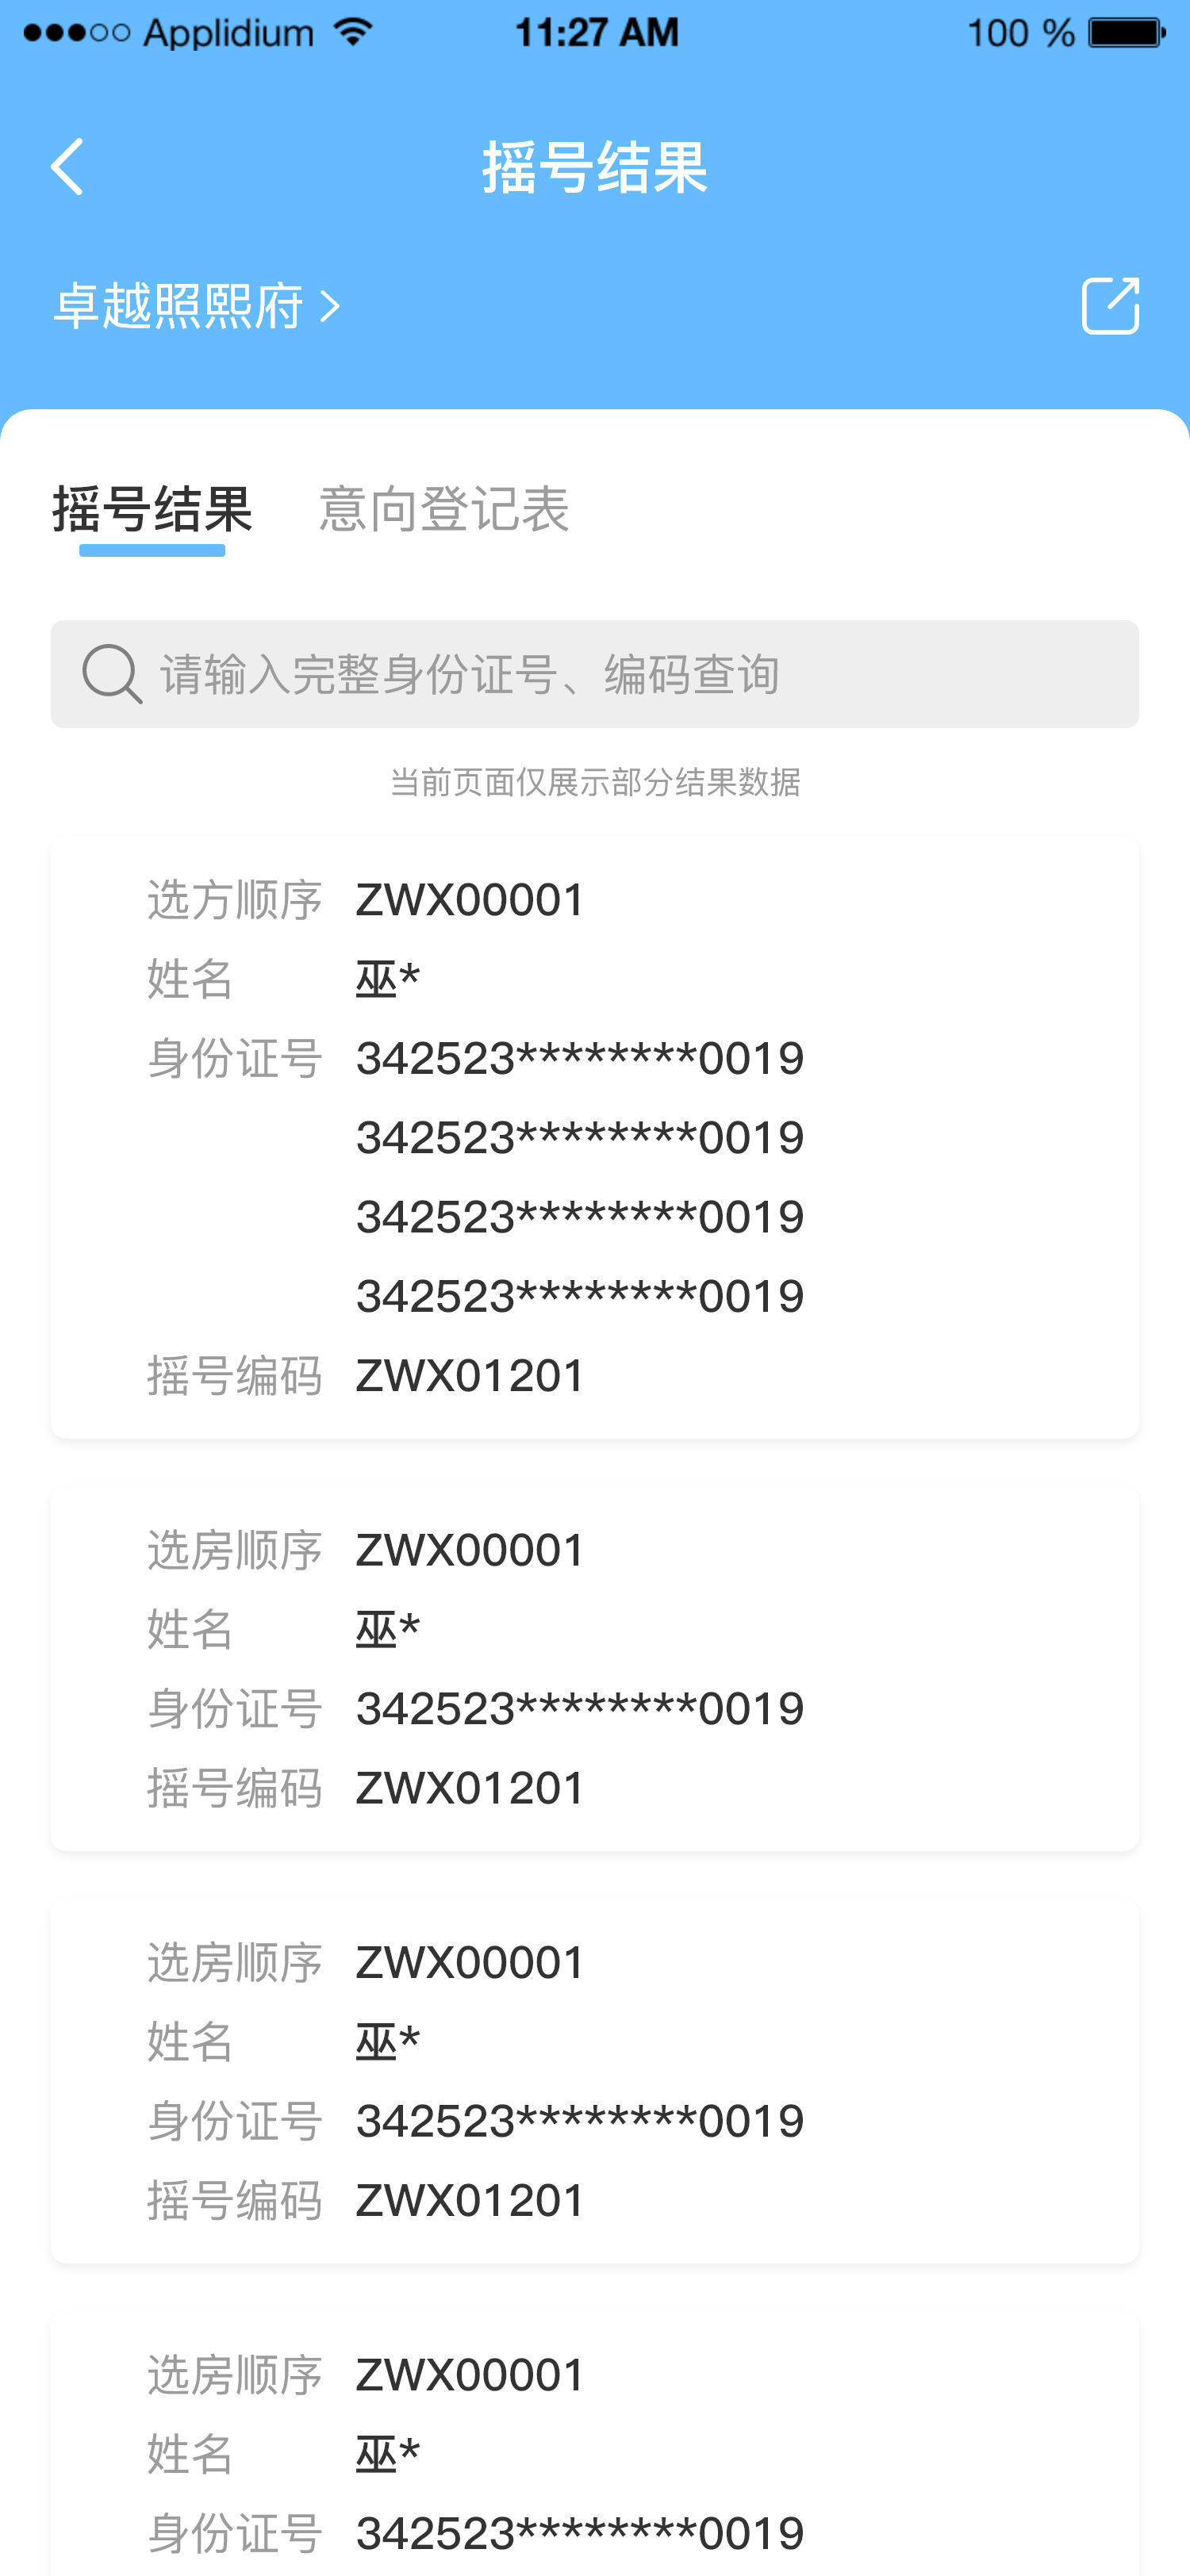 Applidium 11:27 AM 100 %
摇号结果
卓越照熙府
摇号结果 意向登记表
请输入完整身份证号、编码查询
当前页面仅展示部分结果数据
选方顺序 ZWX00001
姓名 巫*
身份证号 342523********0019
342523********0019
342523********0019
342523********0019
摇号编码 ZWX01201
选房顺序 ZWX00001
姓名 巫*
身份证号 342523********0019
摇号编码 ZWX01201
选房顺序 ZWX00001
姓名 巫*
身份证号 342523********0019
摇号编码 ZWX01201
选房顺序 ZWX00001
姓名 巫*
身份证号 342523********0019